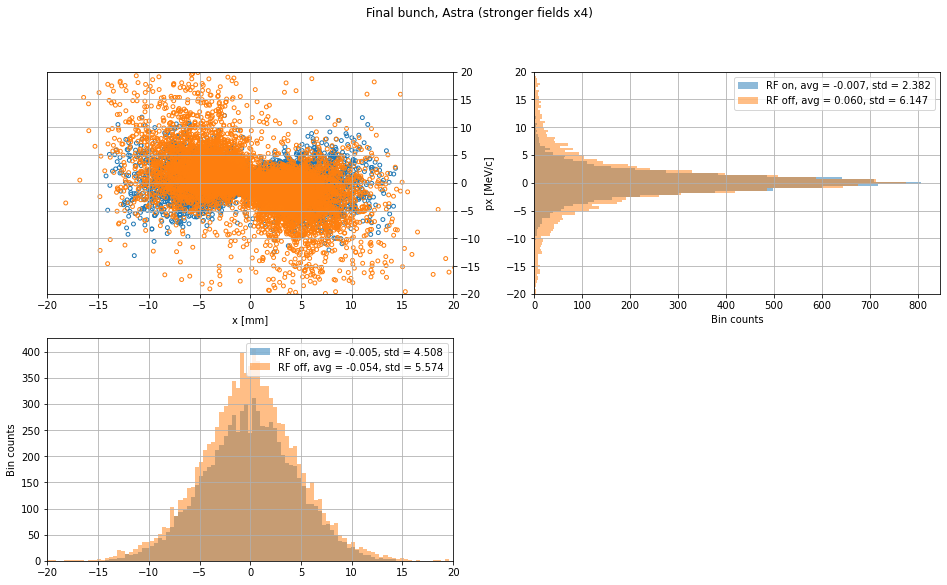 Final bunch, Astra (stronger fields x4)
20
15
10
5
0
−5
−10
−15
−20
−20 −15 −10 −5 0 5 10 15 20
x [mm]
px [MeV/c]
20
15
10
5
0
−5
−10
−15
−20
RF on, avg = -0.007, std = 2.382
RF off, avg = 0.060, std = 6.147
0 100 200 300 400 500 600 700 800
Bin counts
Bin counts
400
350
300
250
200
150
100
50
0
RF on, avg = -0.005, std = 4.508
RF off, avg = -0.054, std = 5.574
−20 −15 −10 −5 0 5 10 15 20